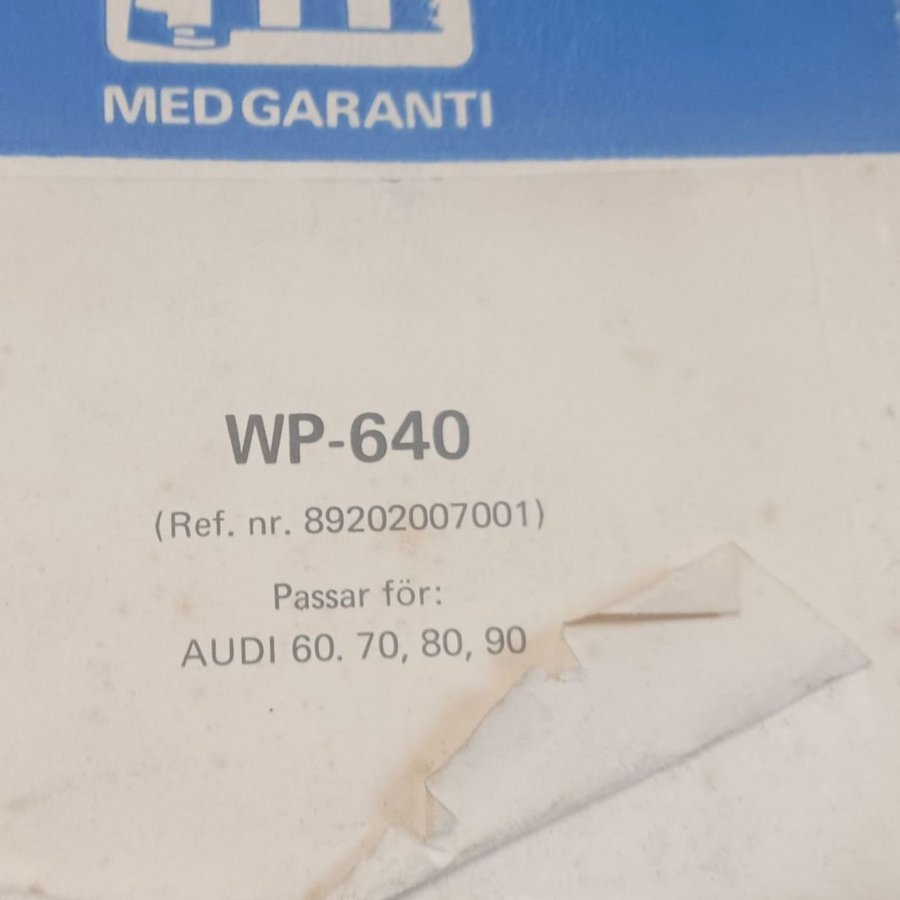 MED GARANTI
WP-640
(Ref. nr. 89202007001)
Passar för:
AUDI 60. 70, 80, 90